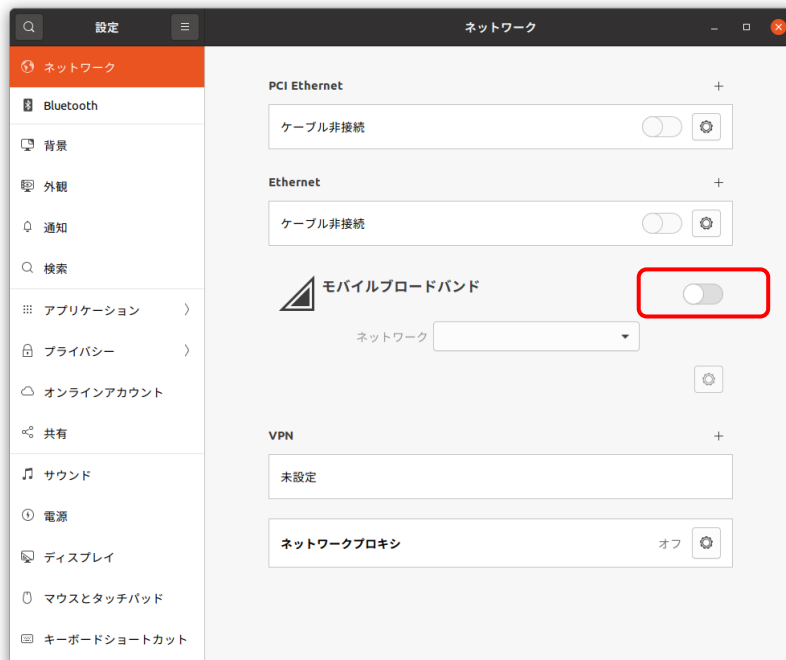 設定
ネットワーク
ネットワーク
Bluetooth
背景
外観
通知
検索
アプリケーション
プライバシー
オンラインアカウント
共有
サウンド
電源
ディスプレイ
マウスとタッチパッド
キーボードショートカット
PCI Ethernet
ケーブル非接続
Ethernet
ケーブル非接続
モバイルブロードバンド
ネットワーク
VPN
未設定
ネットワークプロキシ オフ